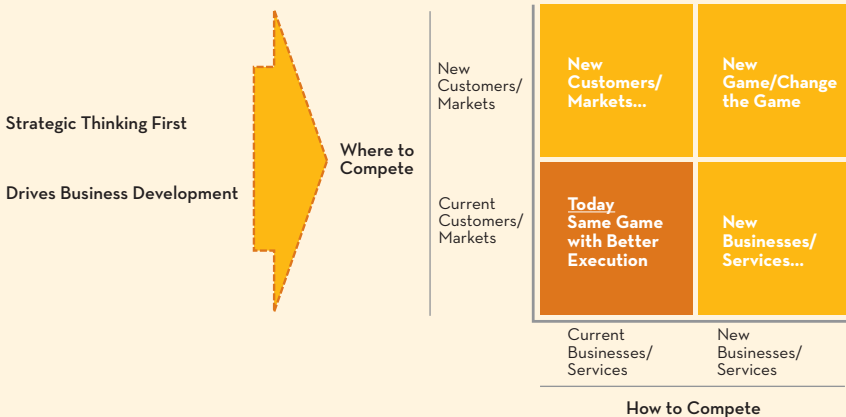 Strategic Thinking First
Drives Business Development
Where to
Compete
New
Customers/
Markets
Current
Customers/
Markets
New
Customers/
Markets...
New
Game/Change
the Game
Today
Same Game
with Better
Execution
New
Businesses/
Services...
Current
Businesses/
Services
New
Businesses/
Services
How to Compete